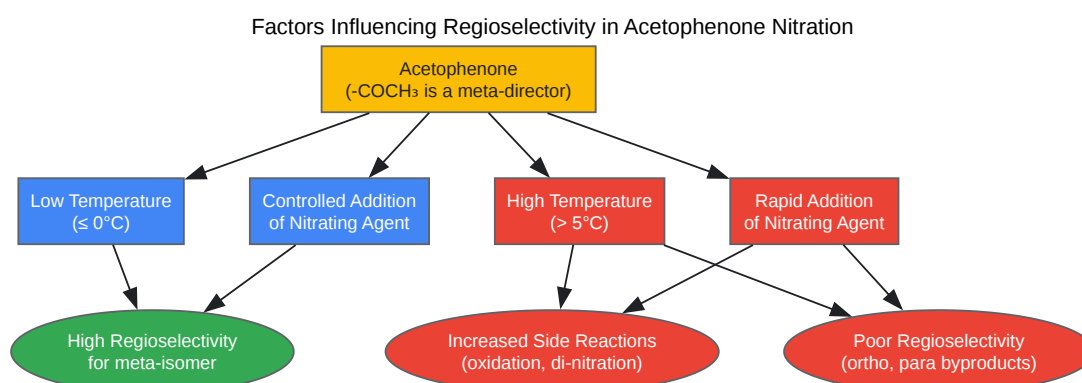 Factors Influencing Regioselectivity in Acetophenone Nitration
Acetophenone
(-COCH₃ is a meta-director)
Low Temperature
(≤ 0°C)
Controlled Addition
of Nitrating Agent
High Temperature
(> 5°C)
Rapid Addition
of Nitrating Agent
High Regioselectivity
for meta-isomer
Increased Side Reactions
(oxidation, di-nitration)
Poor Regioselectivity
(ortho, para byproducts)